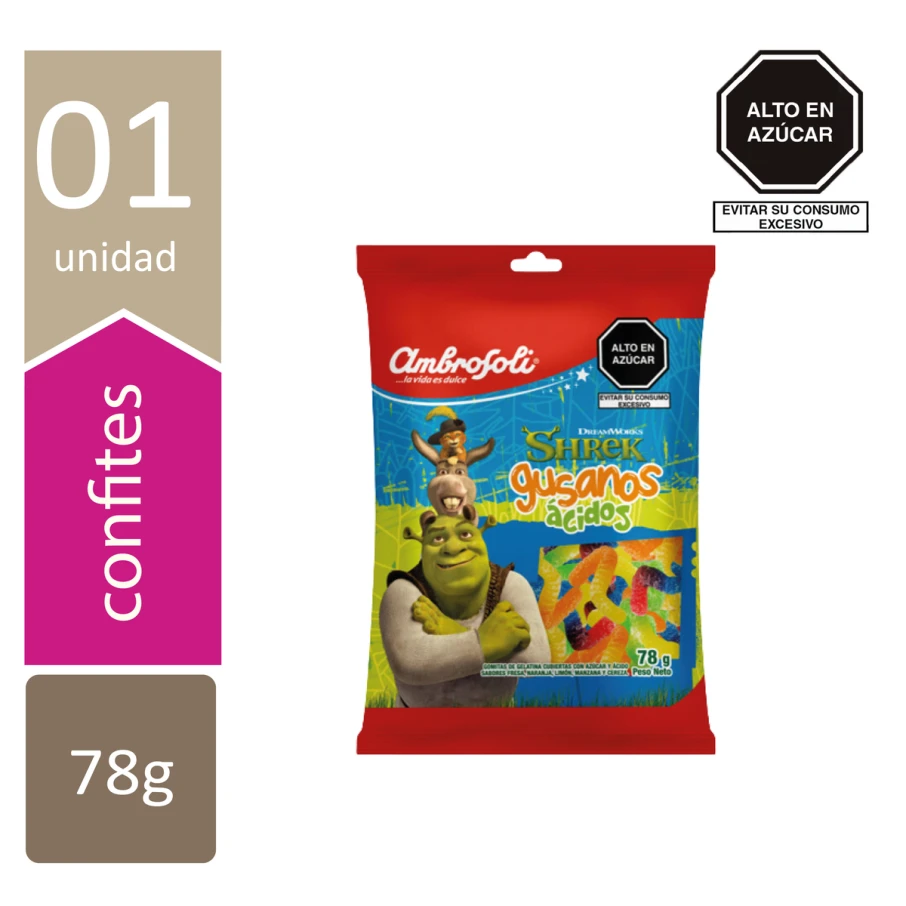 01
unidad
confites
78g
ALTO EN
AZÚCAR
EVITAR SU CONSUMO
EXCESIVO
ambrosoli®
...la vida es dulce
ALTO EN
AZÚCAR
EVITAR SU CONSUMO
EXCESIVO
DREAMWORKS
SHREK
gusanos
ácidos
78 g
Peso Neto
GOMITAS DE GELATINA CUBIERTAS CON AZUCAR Y ACIDO
SABORES FRESA, NARANJA, LIMÓN, MANZANA Y CEREZA